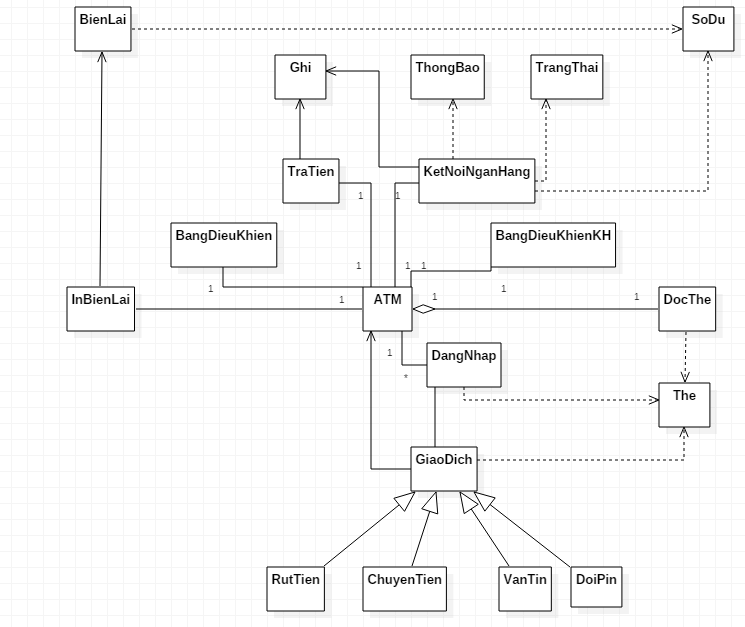 BienLai
SoDu
Ghi
ThongBao
TrangThai
TraTien
KetNoiNganHang
1
1
BangDieuKhien
BangDieuKhienKH
1
1
1
InBienLai
1
1
ATM
1
1
1
DocThe
1
*
DangNhap
The
GiaoDich
RutTien
ChuyenTien
VanTin
DoiPin